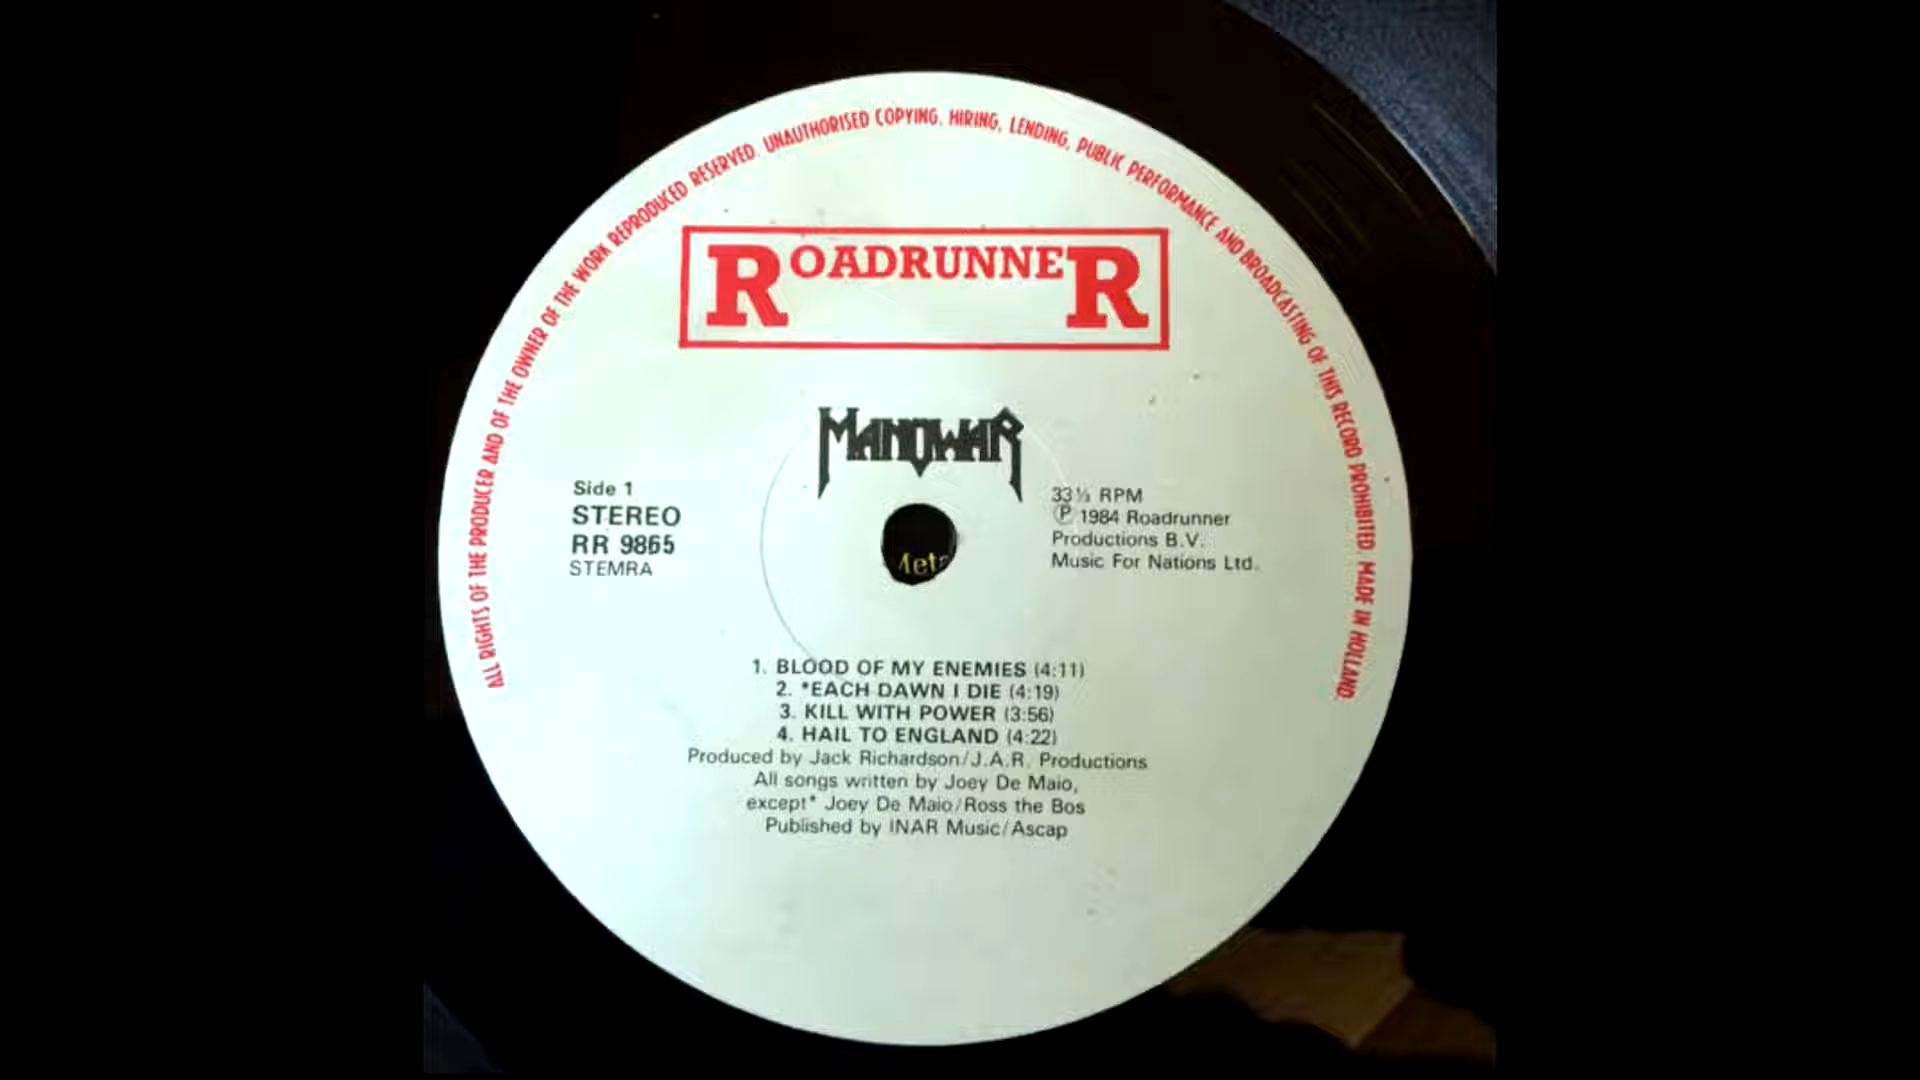 ALL RIGHTS OF THE PRODUCER AND OF THE OWNER OF THE WORK REPRODUCED RESERVED. UNAUTHORISED COPYING, HIRING, LENDING, PUBLIC PERFORMANCE AND BROADCASTING OF THIS RECORD PROHIBITED. MADE IN HOLLAND.
ROADRUNNER
MANOWAR
Side 1
STEREO
RR 9865
STEMRA
33⅓ RPM
Ⓟ 1984 Roadrunner
Productions B.V.
Music For Nations Ltd.
1. BLOOD OF MY ENEMIES (4:11)
2. *EACH DAWN I DIE (4:19)
3. KILL WITH POWER (3:56)
4. HAIL TO ENGLAND (4:22)
Produced by Jack Richardson/J.A.R. Productions
All songs written by Joey De Maio,
except* Joey De Maio/Ross the Bos
Published by INAR Music/Ascap